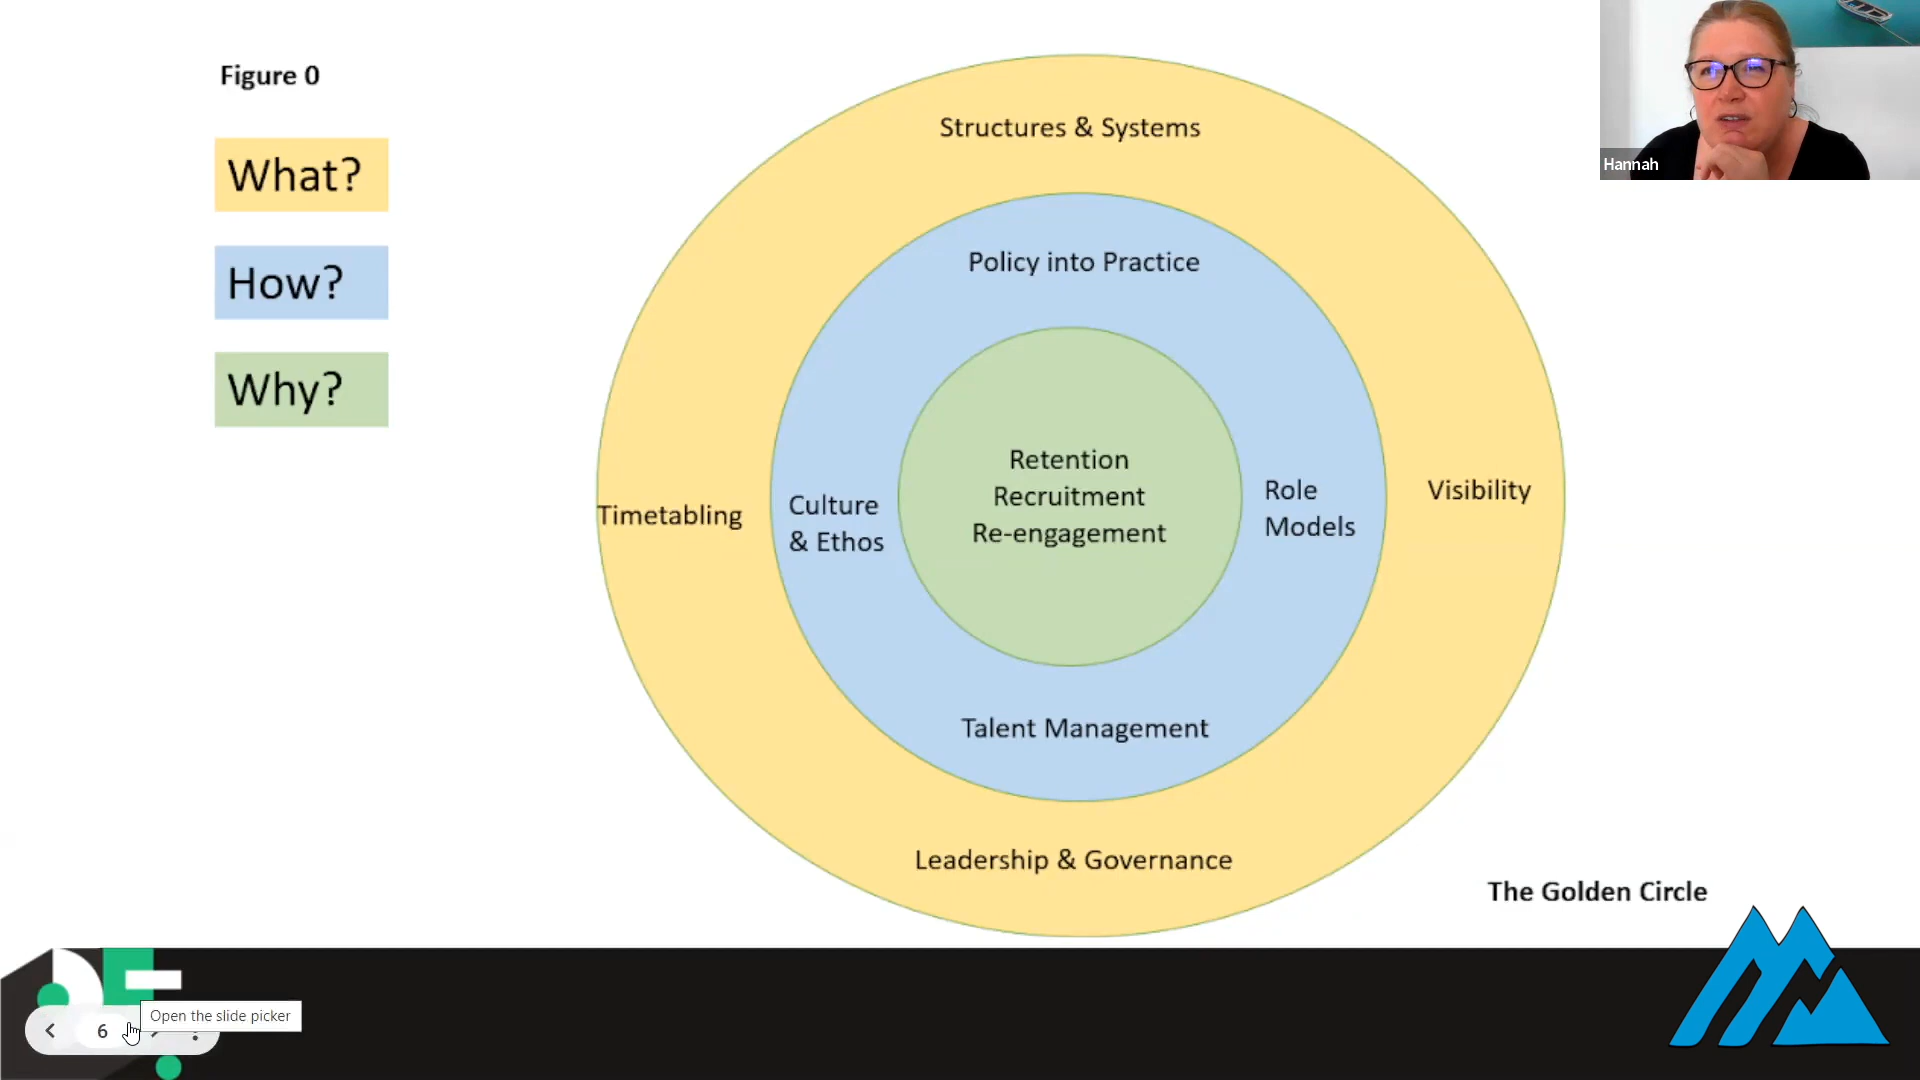 Figure 0
What?
How?
Why?
Structures & Systems
Policy into Practice
Retention
Recruitment
Re-engagement
Timetabling
Culture
& Ethos
Role
Models
Visibility
Talent Management
Leadership & Governance
The Golden Circle
Hannah
6
Open the slide picker